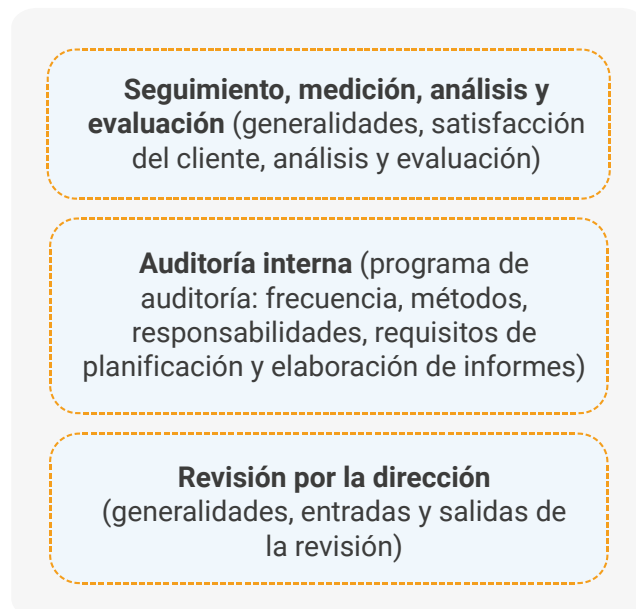 Seguimiento, medición, análisis y
evaluación (generalidades, satisfacción
del cliente, análisis y evaluación)
Auditoría interna (programa de
auditoría: frecuencia, métodos,
responsabilidades, requisitos de
planificación y elaboración de informes)
Revisión por la dirección
(generalidades, entradas y salidas de
la revisión)